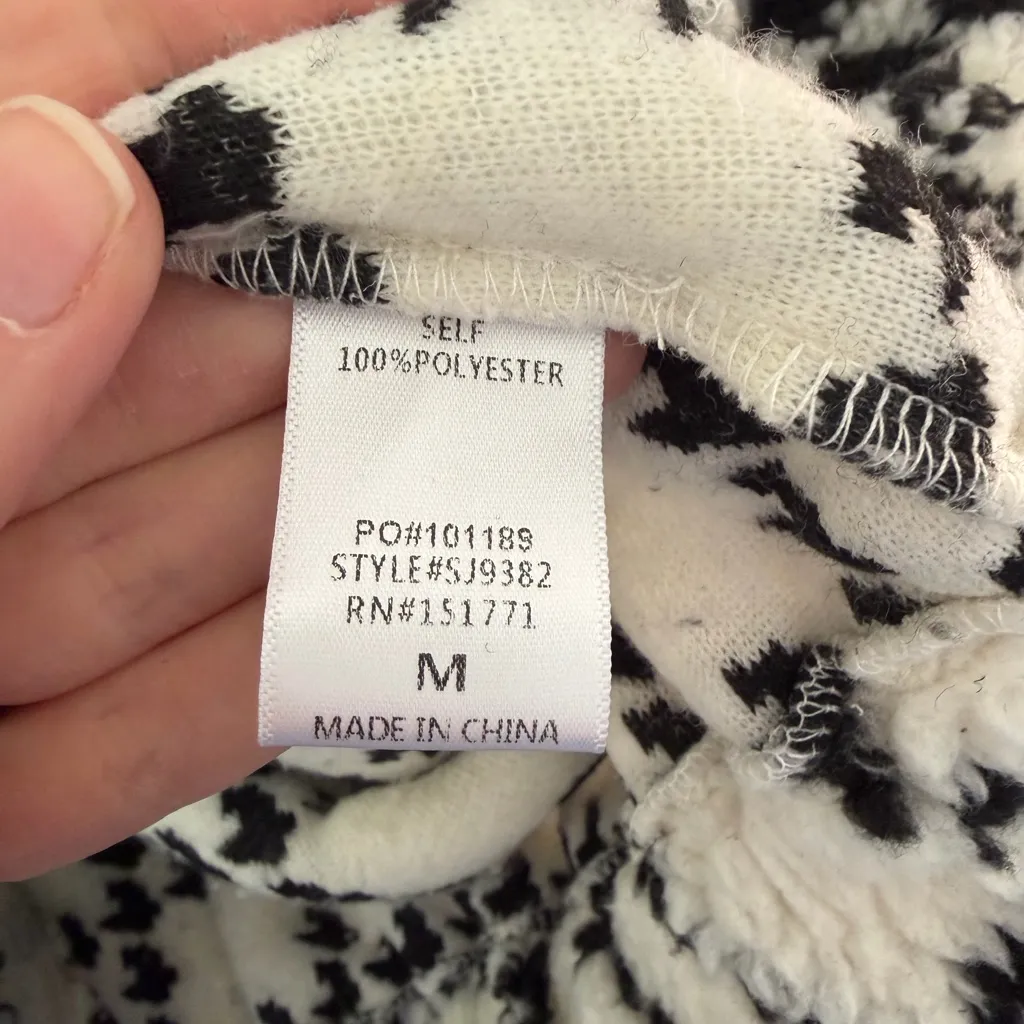 SELF
100%POLYESTER
PO#101189
STYLE#SJ9382
RN#151771
M
MADE IN CHINA